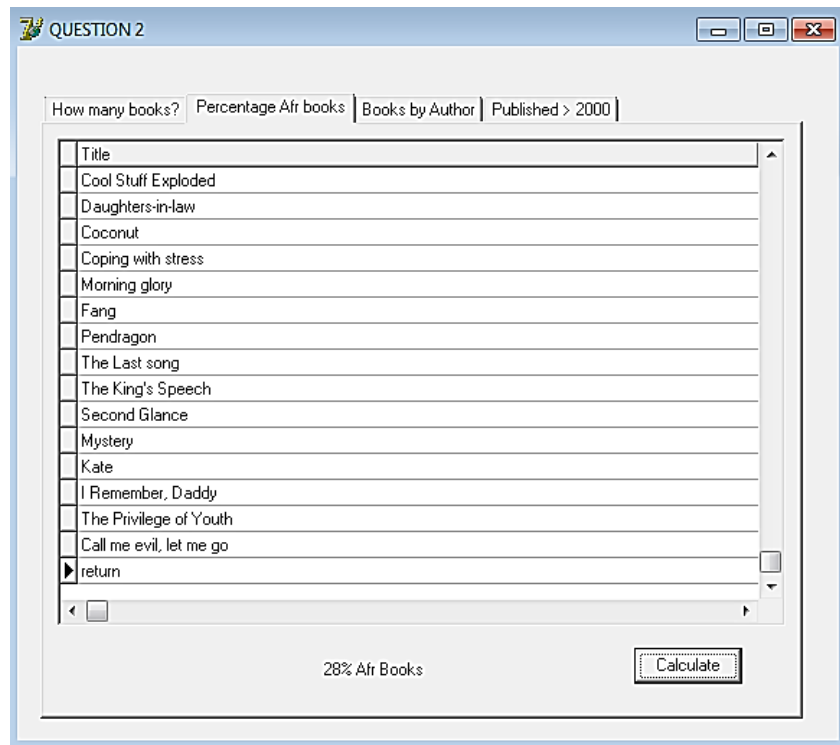 QUESTION 2
How many books? Percentage Afr books Books by Author Published > 2000
Title
Cool Stuff Exploded
Daughters-in-law
Coconut
Coping with stress
Morning glory
Fang
Pendragon
The Last song
The King's Speech
Second Glance
Mystery
Kate
I Remember, Daddy
The Privilege of Youth
Call me evil, let me go
return
28% Afr Books Calculate